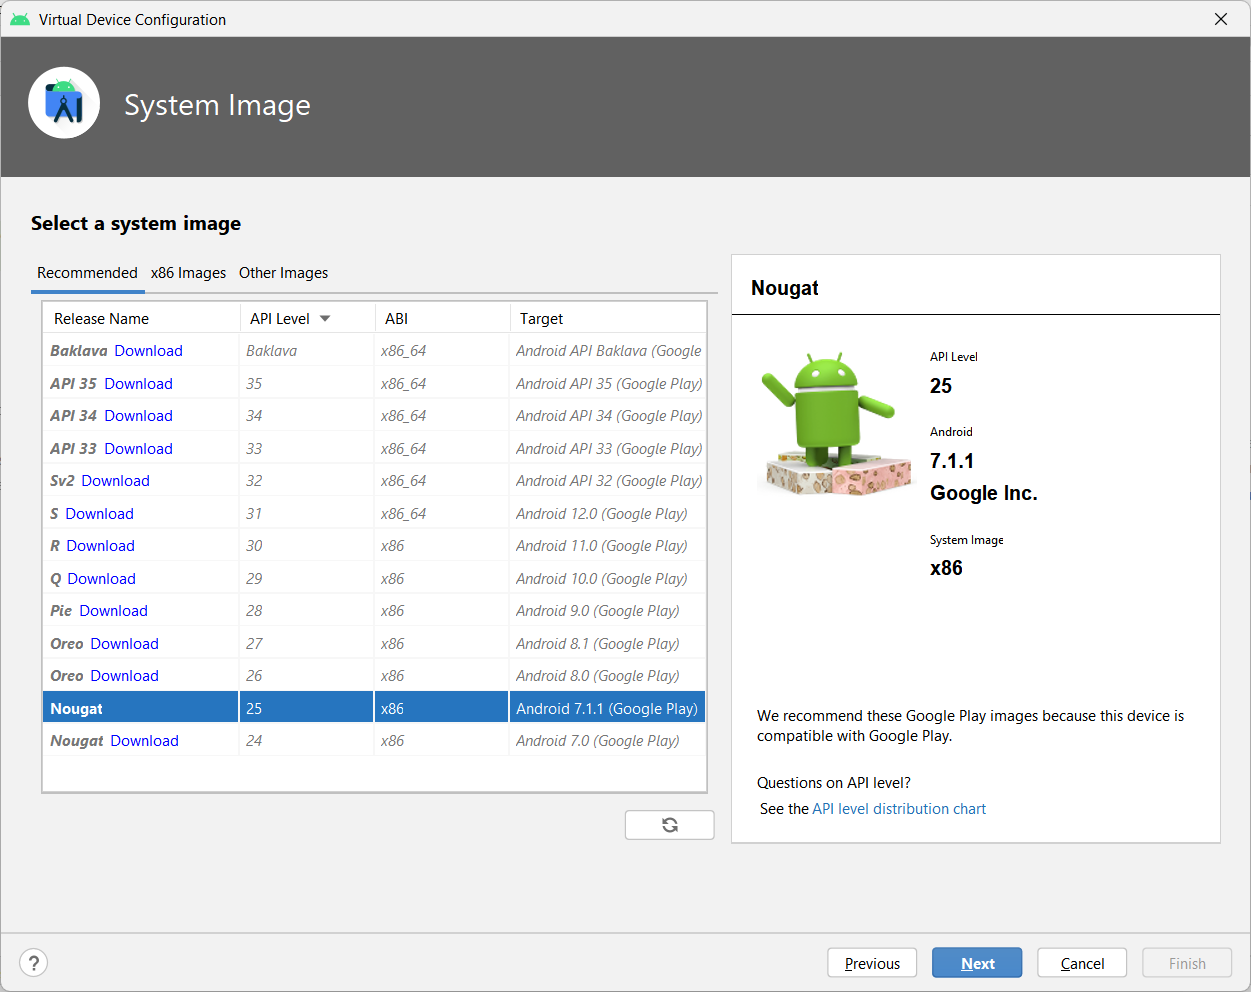 Virtual Device Configuration
System Image
Select a system image
Recommended x86 Images Other Images
Release Name API Level ABI Target
Baklava Download Baklava x86_64 Android API Baklava (Google
API 35 Download 35 x86_64 Android API 35 (Google Play)
API 34 Download 34 x86_64 Android API 34 (Google Play)
API 33 Download 33 x86_64 Android API 33 (Google Play)
Sv2 Download 32 x86_64 Android API 32 (Google Play)
S Download 31 x86_64 Android 12.0 (Google Play)
R Download 30 x86 Android 11.0 (Google Play)
Q Download 29 x86 Android 10.0 (Google Play)
Pie Download 28 x86 Android 9.0 (Google Play)
Oreo Download 27 x86 Android 8.1 (Google Play)
Oreo Download 26 x86 Android 8.0 (Google Play)
Nougat 25 x86 Android 7.1.1 (Google Play)
Nougat Download 24 x86 Android 7.0 (Google Play)
Nougat
API Level
25
Android
7.1.1
Google Inc.
System Image
x86
We recommend these Google Play images because this device is
compatible with Google Play.
Questions on API level?
See the API level distribution chart
? Previous Next Cancel Finish